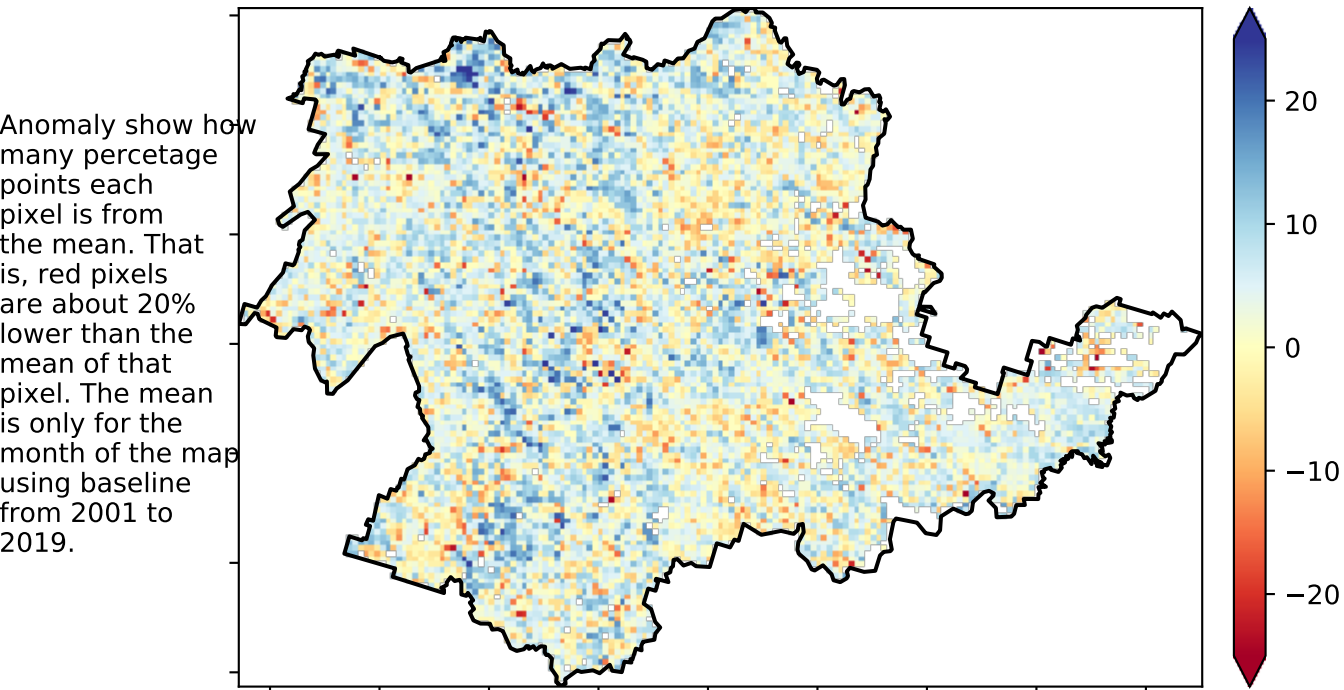 Anomaly show how
many percetage
points each
pixel is from
the mean. That
is, red pixels
are about 20%
lower than the
mean of that
pixel. The mean
is only for the
month of the map
using baseline
from 2001 to
2019.
20
10
0
−10
−20